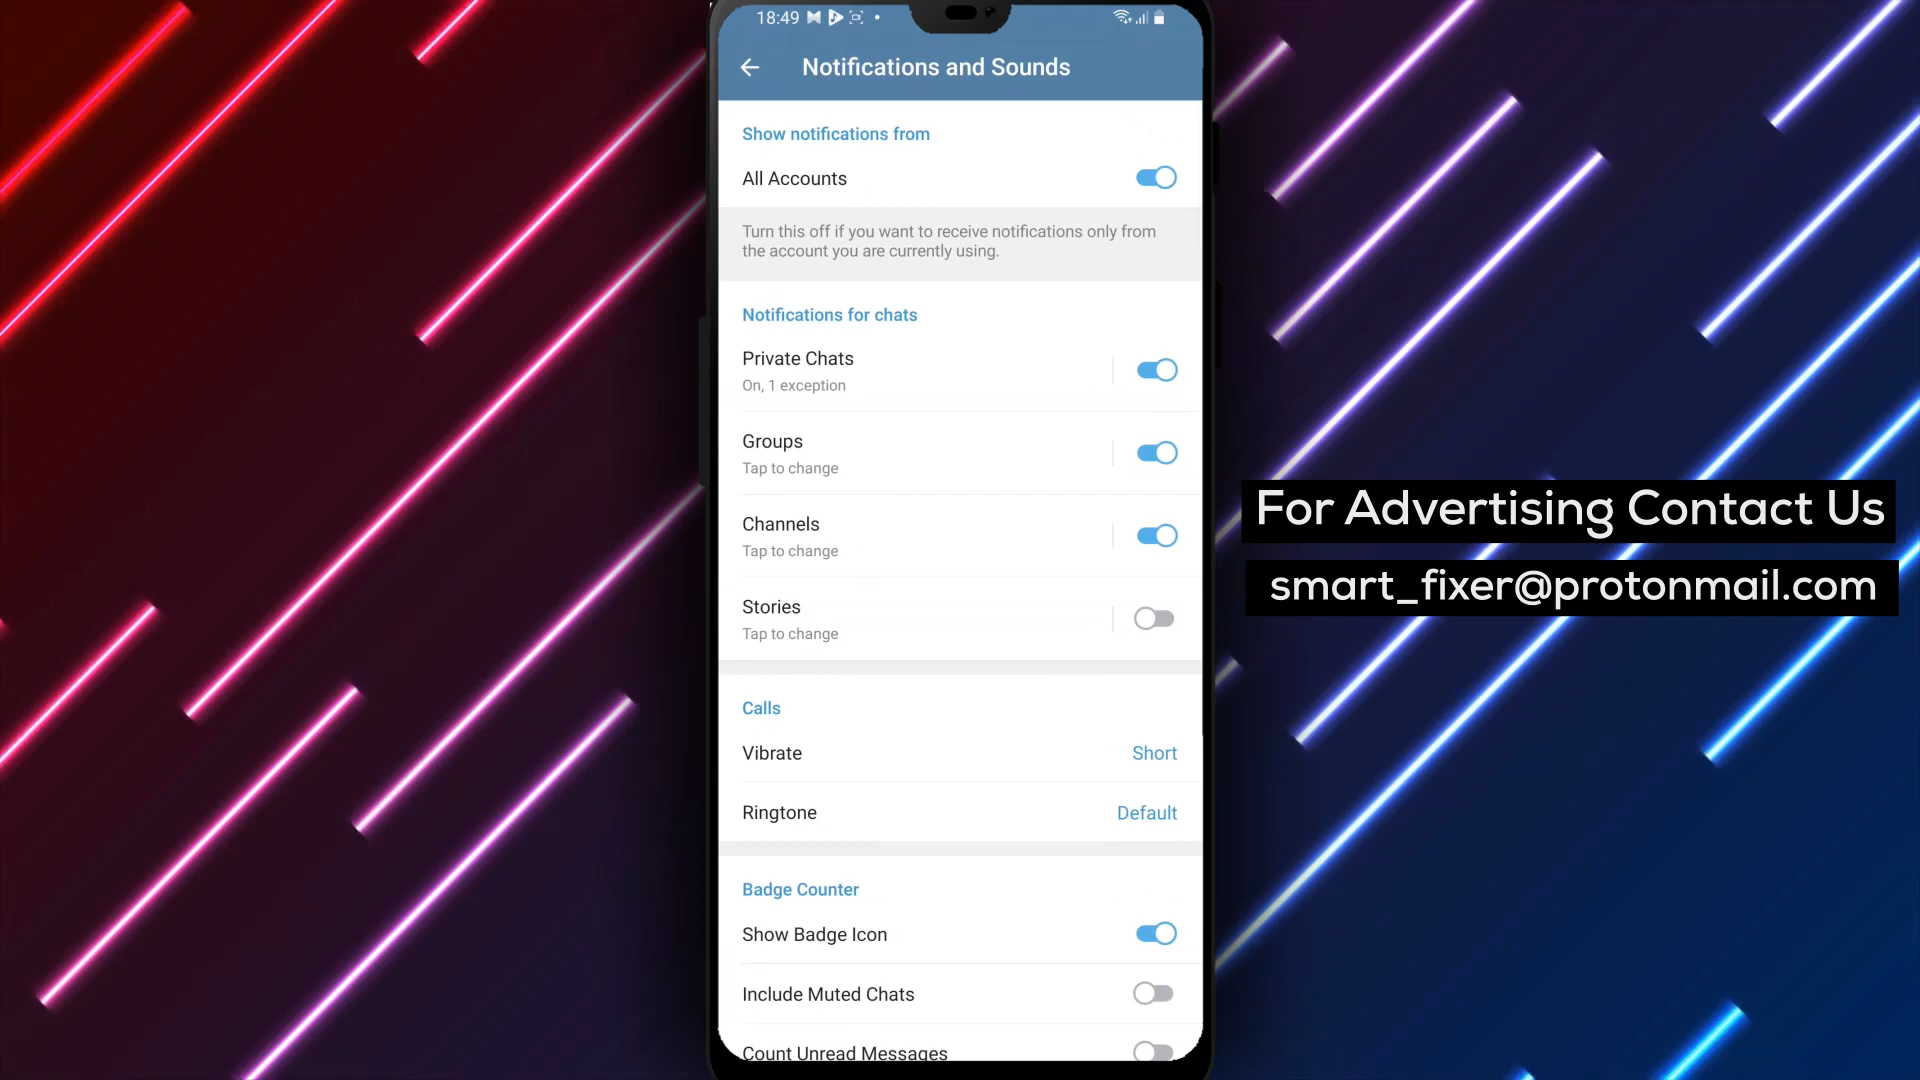 18:49
Notifications and Sounds
Show notifications from
All Accounts
Turn this off if you want to receive notifications only from
the account you are currently using.
Notifications for chats
Private Chats
On, 1 exception
Groups
Tap to change
Channels
Tap to change
Stories
Tap to change
Calls
Vibrate
Short
Ringtone
Default
Badge Counter
Show Badge Icon
Include Muted Chats
Count Unread Messages
For Advertising Contact Us
smart_fixer@protonmail.com